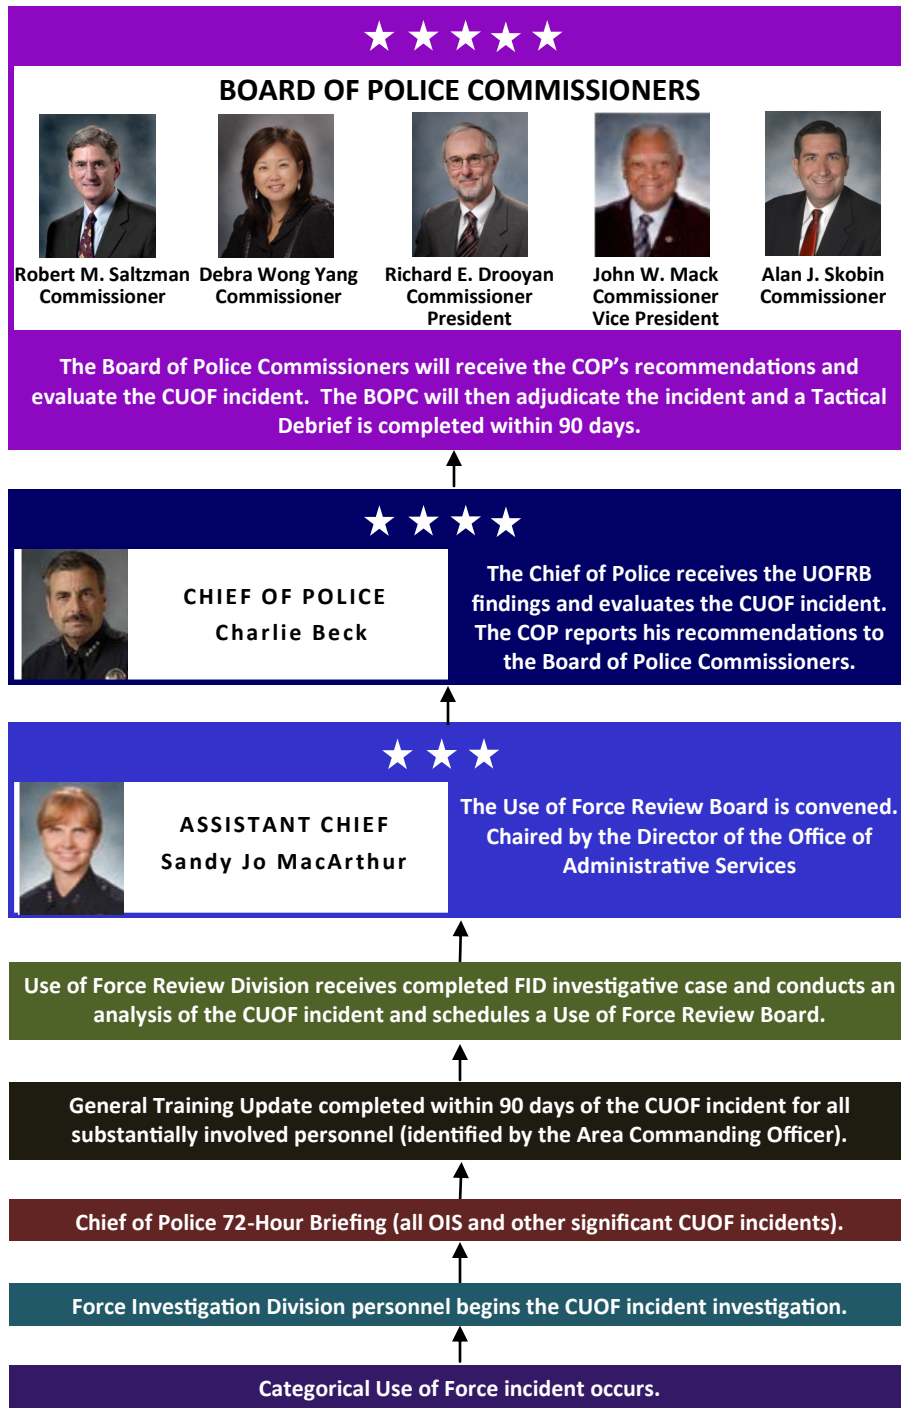 BOARD OF POLICE COMMISSIONERS
Robert M. Saltzman
Commissioner
Debra Wong Yang
Commissioner
Richard E. Drooyan
Commissioner
President
John W. Mack
Commissioner
Vice President
Alan J. Skobin
Commissioner
The Board of Police Commissioners will receive the COP’s recommendations and
evaluate the CUOF incident.  The BOPC will then adjudicate the incident and a Tactical
Debrief is completed within 90 days.
CHIEF OF POLICE
Charlie Beck
The Chief of Police receives the UOFRB
findings and evaluates the CUOF incident.
The COP reports his recommendations to
the Board of Police Commissioners.
ASSISTANT CHIEF
Sandy Jo MacArthur
The Use of Force Review Board is convened.
Chaired by the Director of the Office of
Administrative Services
Use of Force Review Division receives completed FID investigative case and conducts an
analysis of the CUOF incident and schedules a Use of Force Review Board.
General Training Update completed within 90 days of the CUOF incident for all
substantially involved personnel (identified by the Area Commanding Officer).
Chief of Police 72-Hour Briefing (all OIS and other significant CUOF incidents).
Force Investigation Division personnel begins the CUOF incident investigation.
Categorical Use of Force incident occurs.